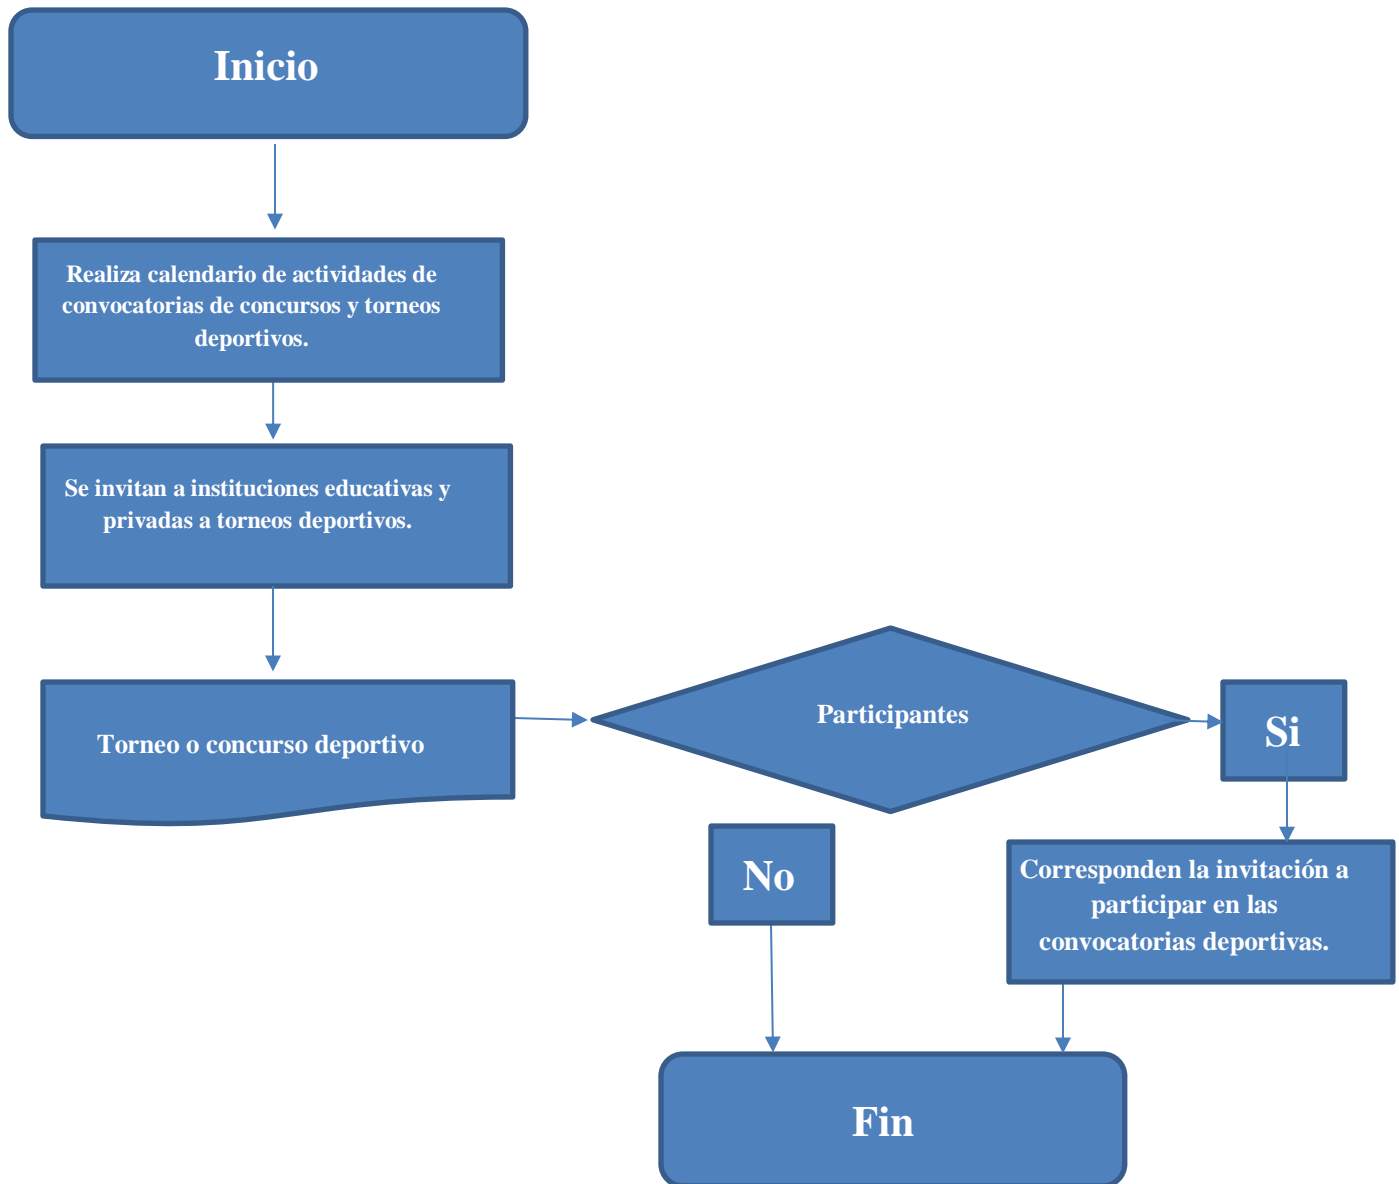 Inicio
Realiza calendario de actividades de
convocatorias de concursos y torneos
deportivos.
Se invitan a instituciones educativas y
privadas a torneos deportivos.
Torneo o concurso deportivo
Participantes
Si
No
Corresponden la invitación a
participar en las
convocatorias deportivas.
Fin